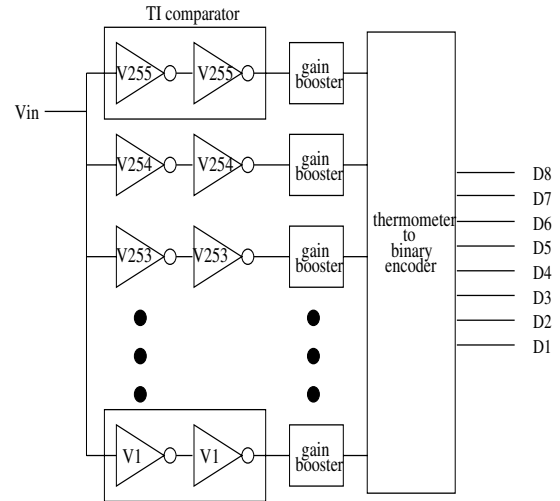 TI comparator
Vin
V255 V255
gain
booster
V254 V254
gain
booster
V253 V253
gain
booster
V1 V1
gain
booster
thermometer
to
binary
encoder
D8
D7
D6
D5
D4
D3
D2
D1